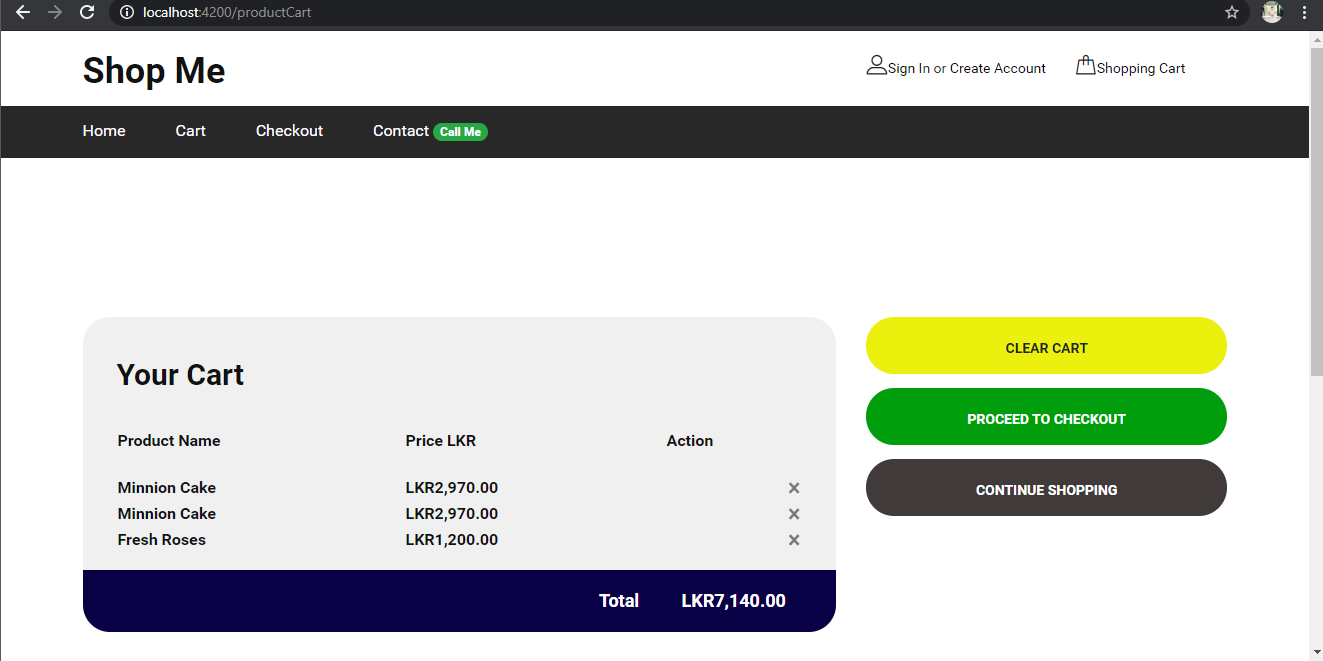 localhost:4200/productCart
Shop Me
Sign In or Create Account Shopping Cart
Home Cart Checkout Contact Call Me
Your Cart
Product Name Price LKR Action
Minnion Cake LKR2,970.00 ×
Minnion Cake LKR2,970.00 ×
Fresh Roses LKR1,200.00 ×
Total LKR7,140.00
CLEAR CART
PROCEED TO CHECKOUT
CONTINUE SHOPPING